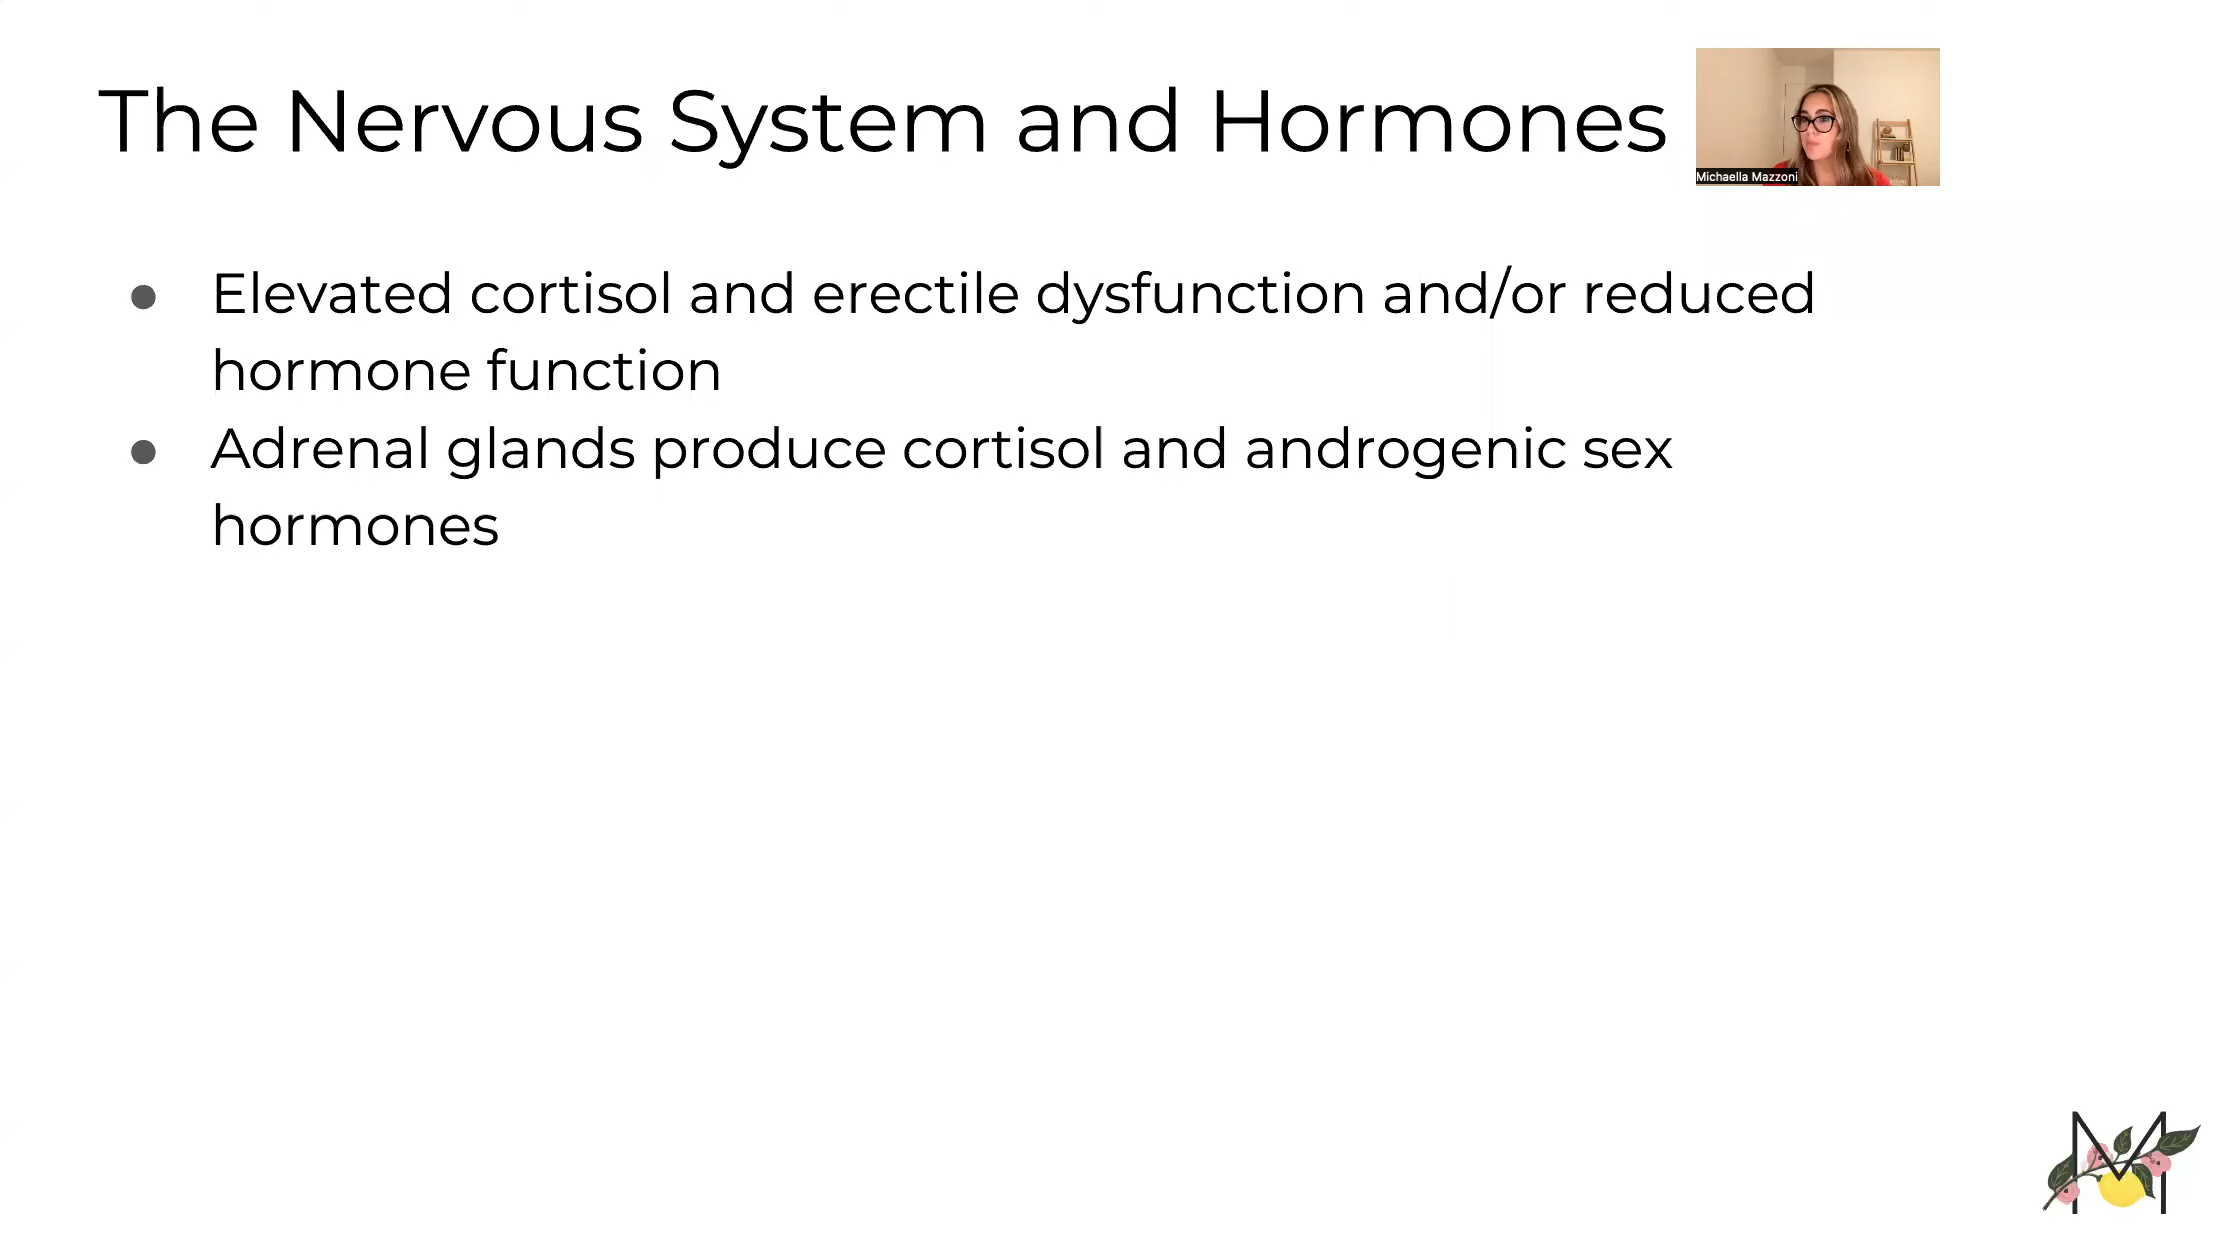 The Nervous System and Hormones
Michaella Mazzoni
● Elevated cortisol and erectile dysfunction and/or reduced
hormone function
● Adrenal glands produce cortisol and androgenic sex
hormones
M